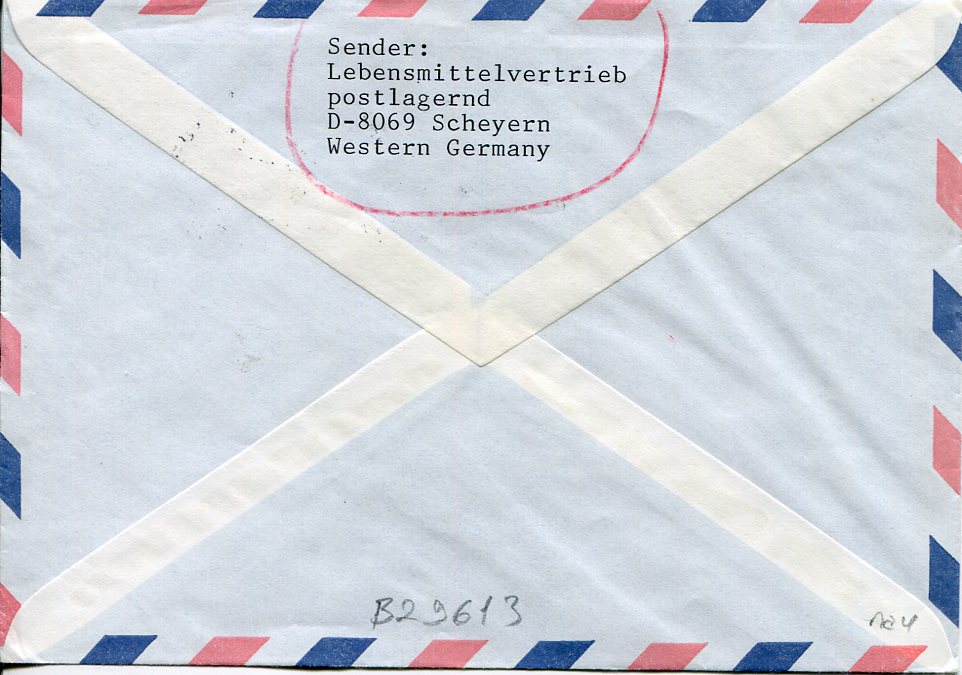 Sender:
Lebensmittelvertrieb
postlagernd
D-8069 Scheyern
Western Germany
B29613